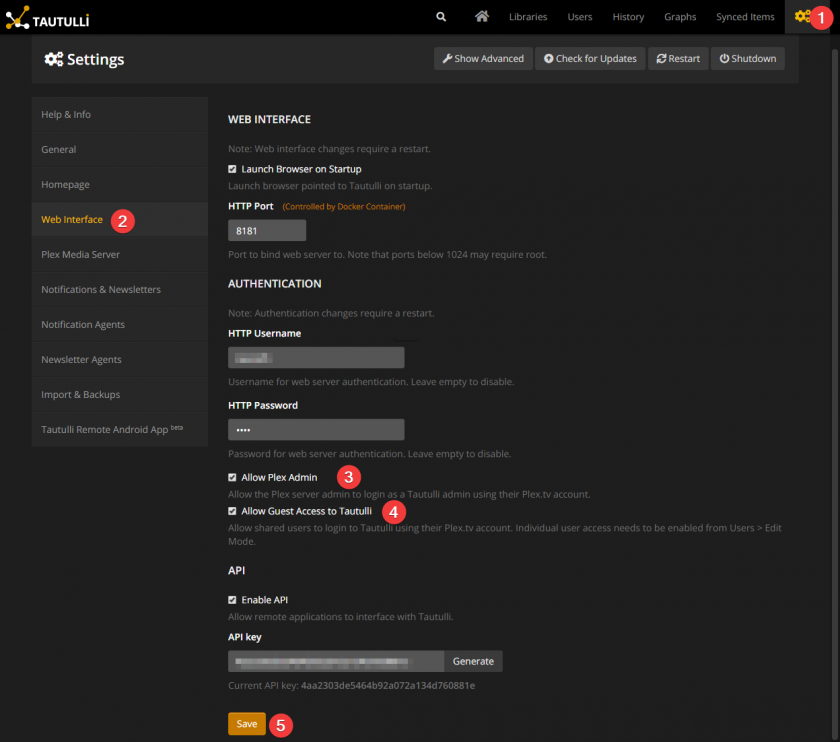 TAUTULLI
Libraries
Users
History
Graphs
Synced Items
1
Settings
Show Advanced
Check for Updates
Restart
Shutdown
Help & Info
General
Homepage
Web Interface
2
Plex Media Server
Notifications & Newsletters
Notification Agents
Newsletter Agents
Import & Backups
Tautulli Remote Android App beta
WEB INTERFACE
Note: Web interface changes require a restart.
Launch Browser on Startup
Launch browser pointed to Tautulli on startup.
HTTP Port (Controlled by Docker Container)
8181
Port to bind web server to. Note that ports below 1024 may require root.
AUTHENTICATION
Note: Authentication changes require a restart.
HTTP Username
Username for web server authentication. Leave empty to disable.
HTTP Password
••••
Password for web server authentication. Leave empty to disable.
Allow Plex Admin
3
Allow the Plex server admin to login as a Tautulli admin using their Plex.tv account.
Allow Guest Access to Tautulli
4
Allow shared users to login to Tautulli using their Plex.tv account. Individual user access needs to be enabled from Users > Edit
Mode.
API
Enable API
Allow remote applications to interface with Tautulli.
API key
Generate
Current API key: 4aa2303de5464b92a072a134d760881e
Save
5